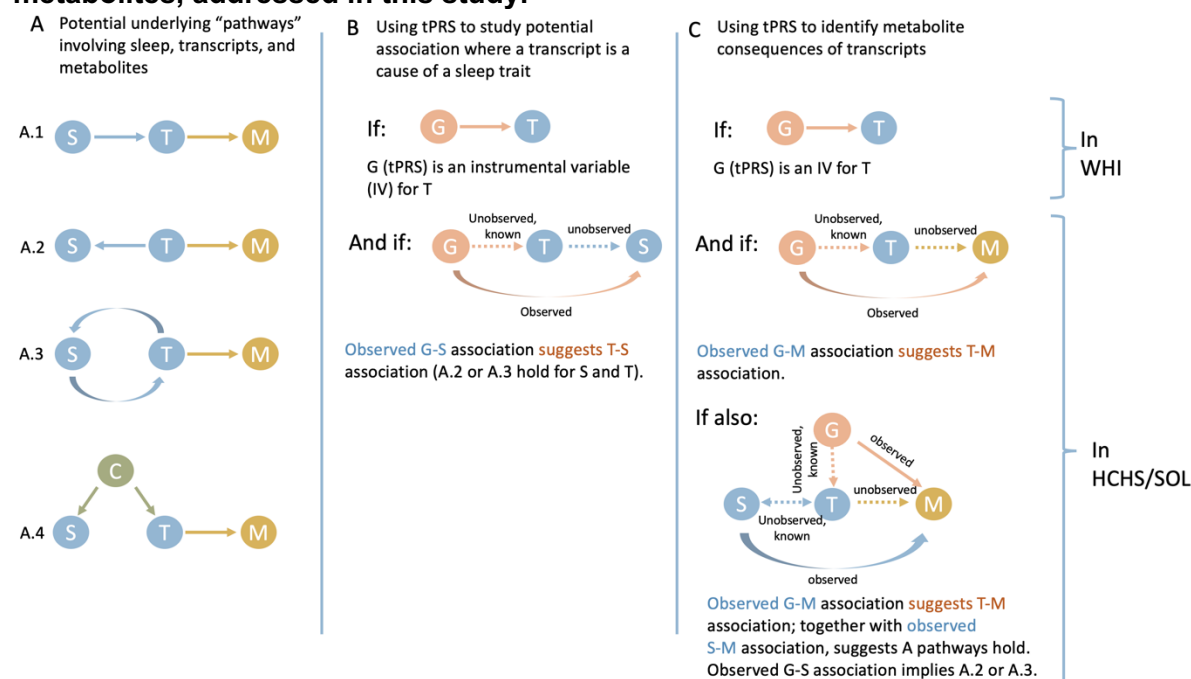 metabolites, addressed in this study.
A Potential underlying “pathways”
involving sleep, transcripts, and
metabolites
A.1 S T M
A.2 S T M
A.3 S T M
C
A.4 S T M
B Using tPRS to study potential
association where a transcript is a
cause of a sleep trait
If: G T
G (tPRS) is an instrumental variable
(IV) for T
And if: G Unobserved,
known T unobserved S
Observed
Observed G-S association suggests T-S
association (A.2 or A.3 hold for S and T).
C Using tPRS to identify metabolite
consequences of transcripts
If: G T
G (tPRS) is an IV for T
And if: G Unobserved,
known T unobserved M
Observed
Observed G-M association suggests T-M
association.
If also:
G
Unobserved,
known
observed
S T unobserved M
Unobserved,
known
observed
Observed G-M association suggests T-M
association; together with observed
S-M association, suggests A pathways hold.
Observed G-S association implies A.2 or A.3.
In
WHI
In
HCHS/SOL